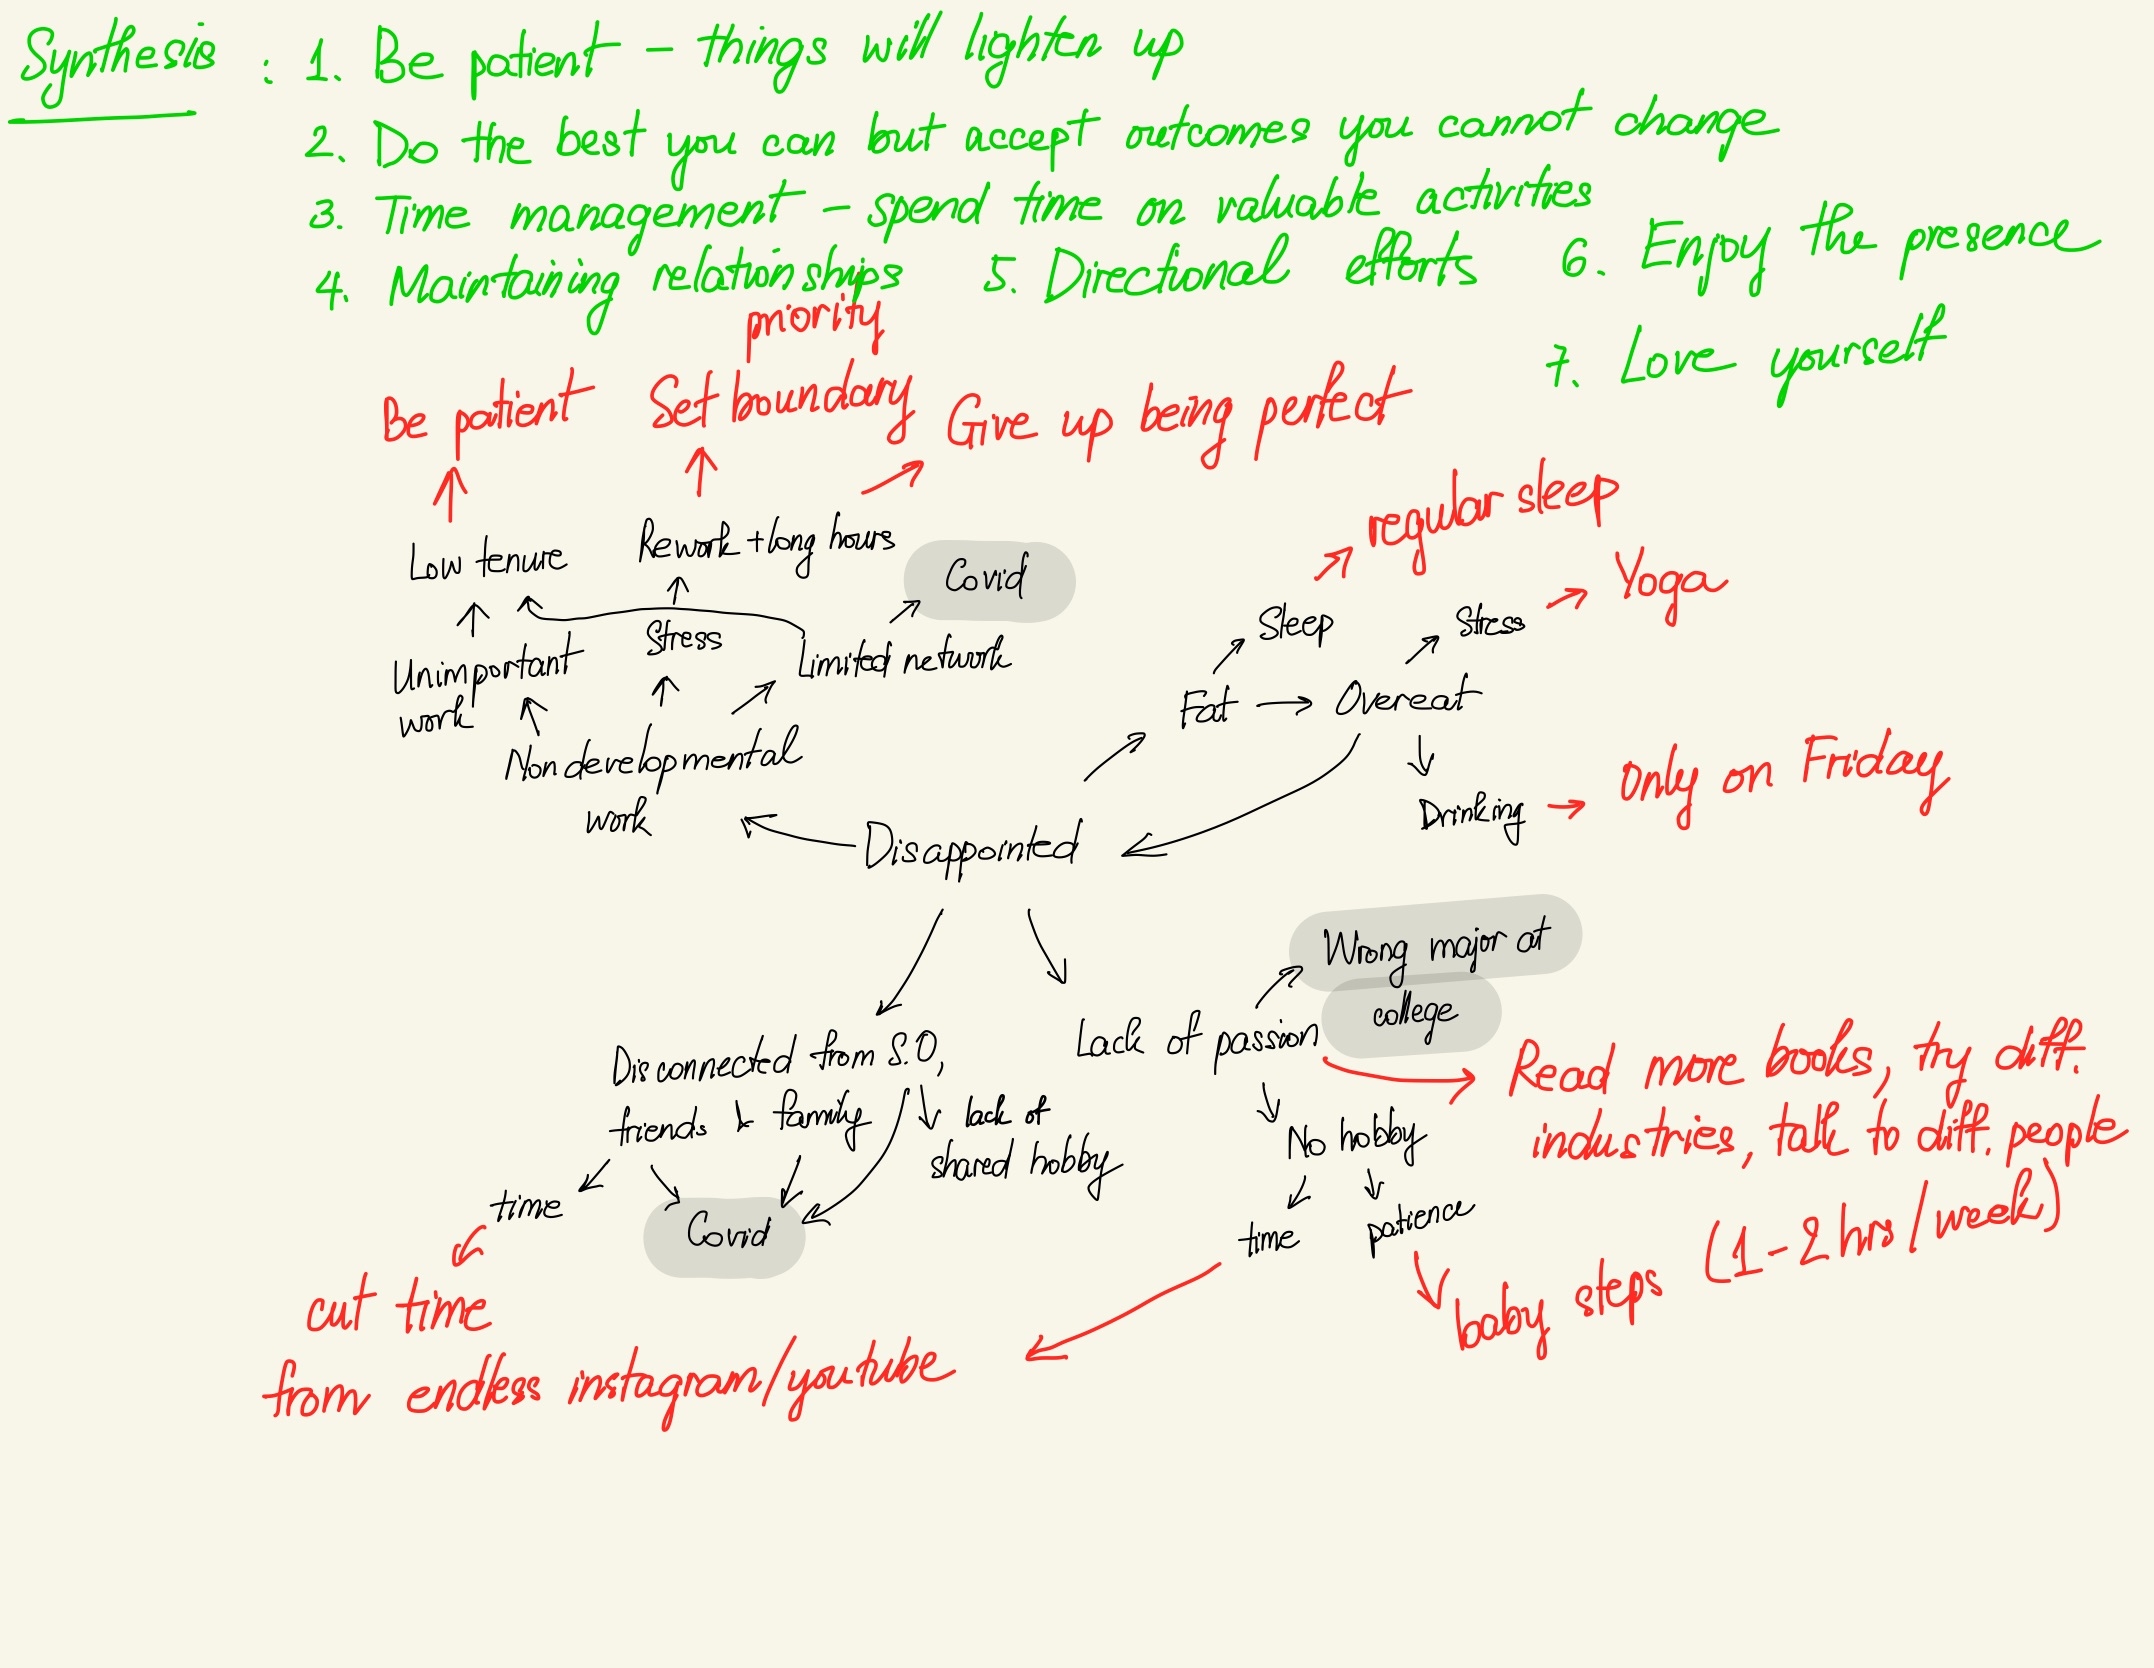 Synthesis : 1. Be patient - things will lighten up
2. Do the best you can but accept outcomes you cannot change
3. Time management - spend time on valuable activities
4. Maintaining relationships 5. Directional efforts 6. Enjoy the presence
7. Love yourself
priority
Be patient
Set boundary
Give up being perfect
Low tenure
Rework + long hours
Covid
regular sleep
Unimportant
work
Stress
Limited network
Sleep
Stress
Yoga
Fat
Overeat
Non developmental
work
Disappointed
Drinking
Only on Friday
Wrong major at
college
Disconnected from S.O,
friends & family
lack of
shared hobby
Lack of passion
Read more books, try diff.
industries, talk to diff. people
(1-2 hrs/week)
No hobby
time
Covid
time
patience
baby steps
cut time
from endless instagram/youtube